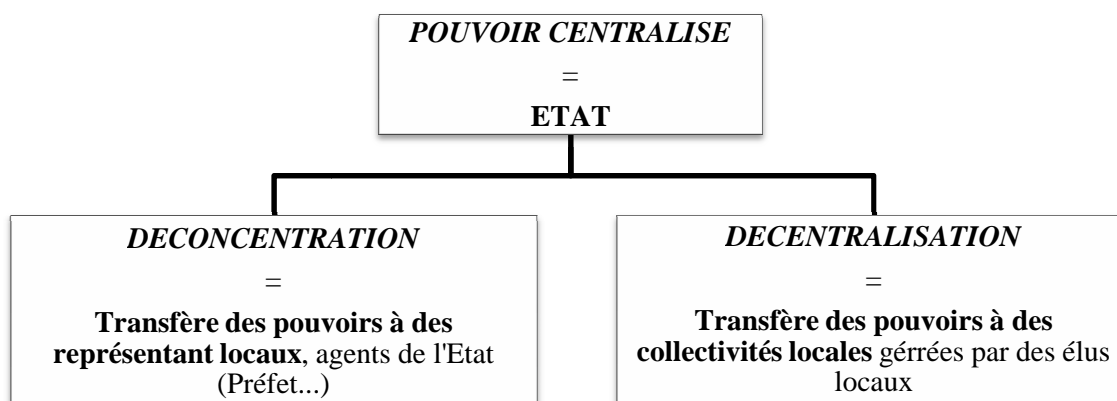 POUVOIR CENTRALISE
=
ETAT
DECONCENTRATION
=
Transfère des pouvoirs à des
représentant locaux, agents de l'Etat
(Préfet...)
DECENTRALISATION
=
Transfère des pouvoirs à des
collectivités locales gérrées par des élus
locaux